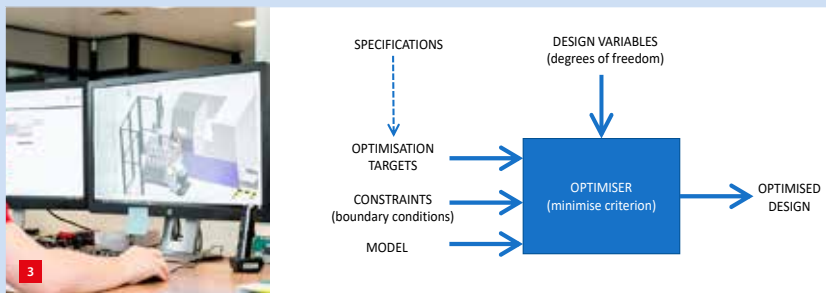 3
SPECIFICATIONS
DESIGN VARIABLES
(degrees of freedom)
OPTIMISATION
TARGETS
CONSTRAINTS
(boundary conditions)
MODEL
OPTIMISER
(minimise criterion)
OPTIMISED
DESIGN